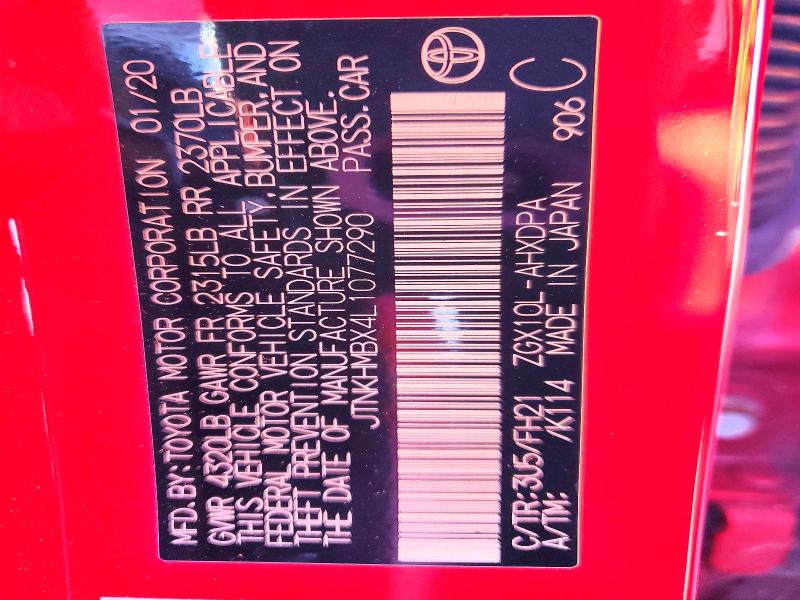 MFD.BY:TOYOTA MOTOR CORPORATION 01/20
GVWR 4320LB GAWR FR 2315LB RR 2370LB
THIS VEHICLE CONFORMS TO ALL APPLICABLE
FEDERAL MOTOR VEHICLE SAFETY,BUMPER,AND
THEFT PREVENTION STANDARDS IN EFFECT ON
THE DATE OF MANUFACTURE SHOWN ABOVE.
JTNKHMBX4L1077290 PASS.CAR
C/TR:3U5/FH21 ZGX10L-AHXDPA 906 C
A/TM: /K114 MADE IN JAPAN